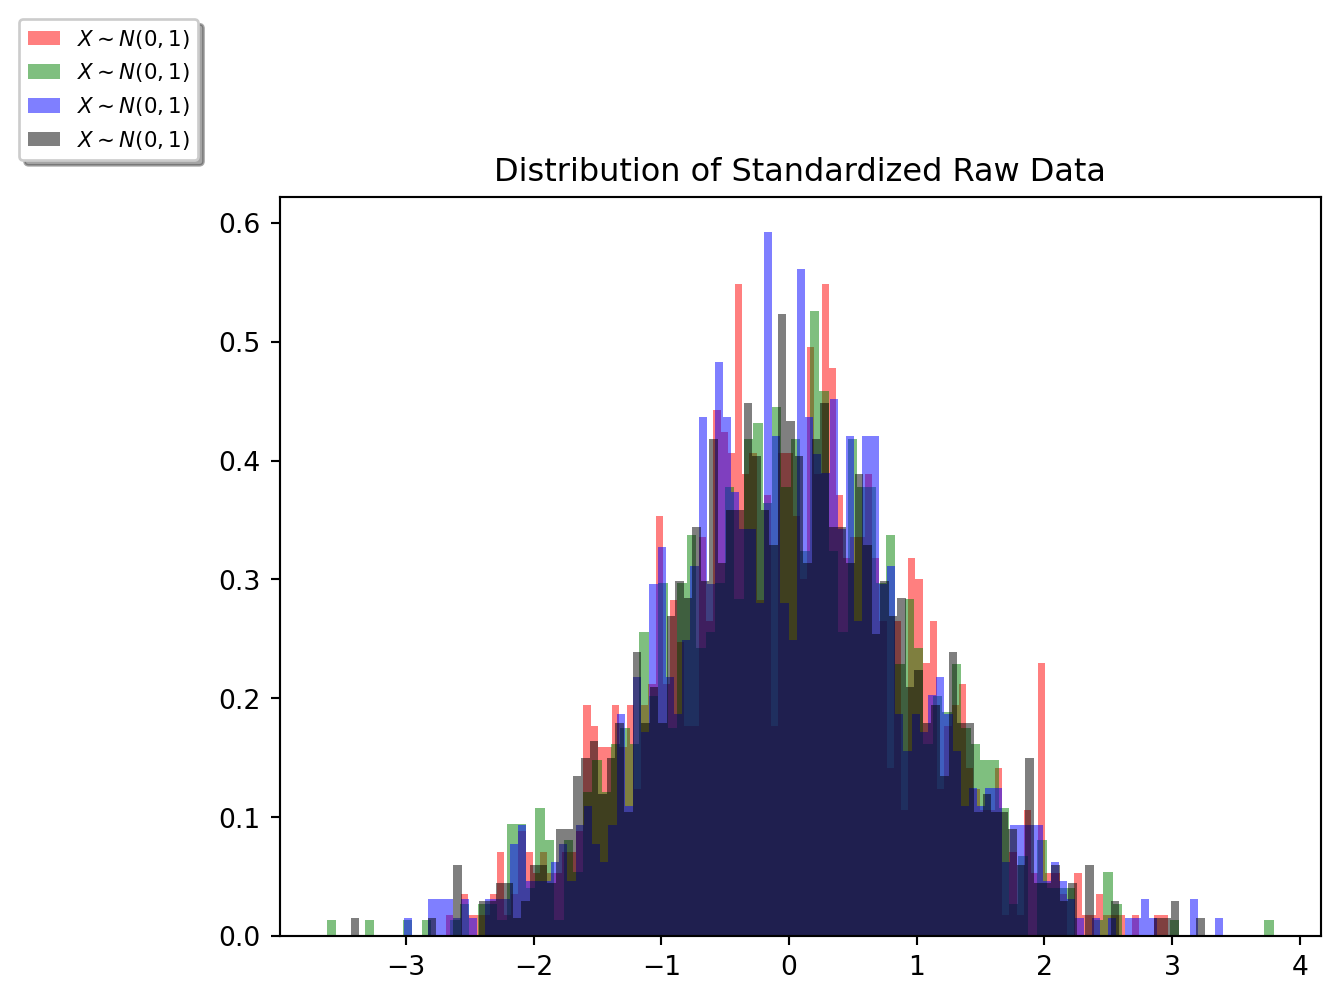 X ~ N(0, 1)
X ~ N(0, 1)
X ~ N(0, 1)
X ~ N(0, 1)
Distribution of Standardized Raw Data
0.6
0.5
0.4
0.3
0.2
0.1
0.0
−3 −2 −1 0 1 2 3 4